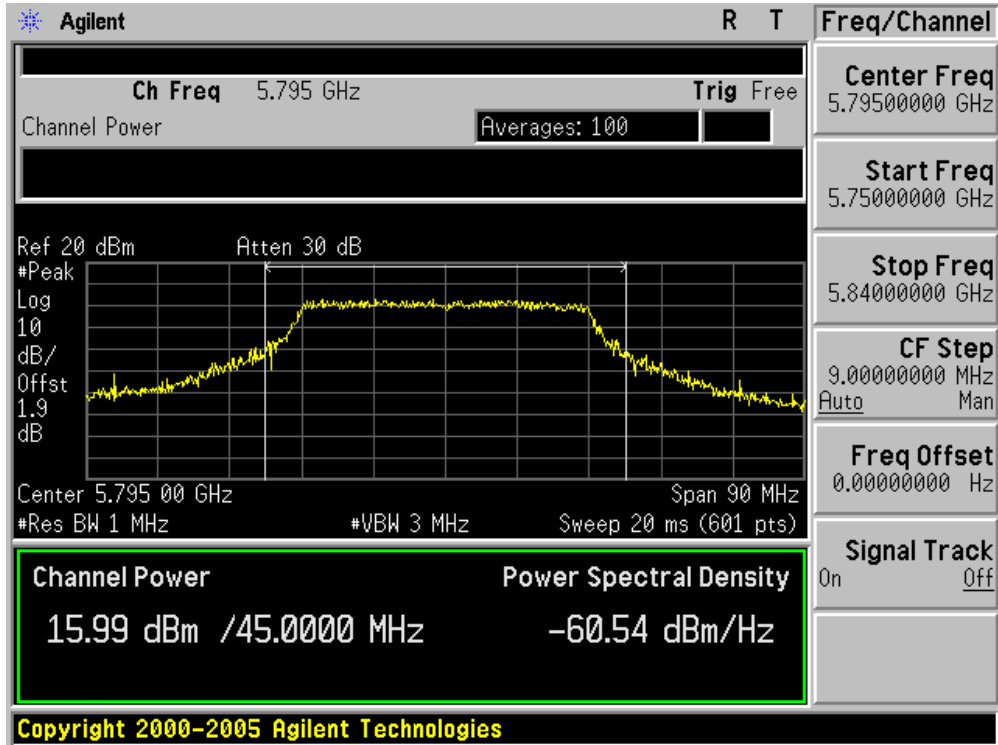 Agilent R T Freq/Channel
Ch Freq 5.795 GHz Trig Free
Channel Power Averages: 100
Center Freq
5.79500000 GHz
Start Freq
5.75000000 GHz
Stop Freq
5.84000000 GHz
CF Step
9.00000000 MHz
Auto Man
Freq Offset
0.00000000 Hz
Signal Track
On Off
Ref 20 dBm Atten 30 dB
#Peak
Log
10
dB/
Offst
1.9
dB
Center 5.795 00 GHz Span 90 MHz
#Res BW 1 MHz #VBW 3 MHz Sweep 20 ms (601 pts)
Channel Power Power Spectral Density
15.99 dBm /45.0000 MHz -60.54 dBm/Hz
Copyright 2000-2005 Agilent Technologies